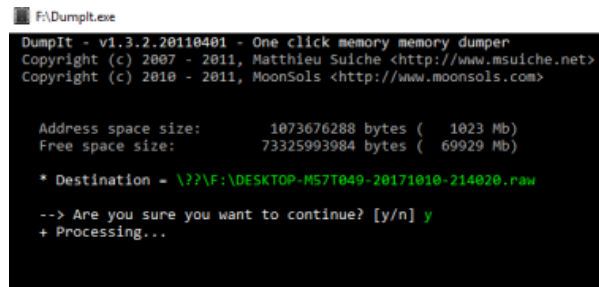 F:\DumpIt.exe
DumpIt - v1.3.2.20110401 - One click memory memory dumper
Copyright (c) 2007 - 2011, Matthieu Suiche <http://www.msuiche.net>
Copyright (c) 2010 - 2011, MoonSols <http://www.moonsols.com>
Address space size: 1073676288 bytes ( 1023 Mb)
Free space size: 73325993984 bytes ( 69929 Mb)
* Destination = \??\F:\DESKTOP-M57T049-20171010-214020.raw
--> Are you sure you want to continue? [y/n] y
+ Processing...